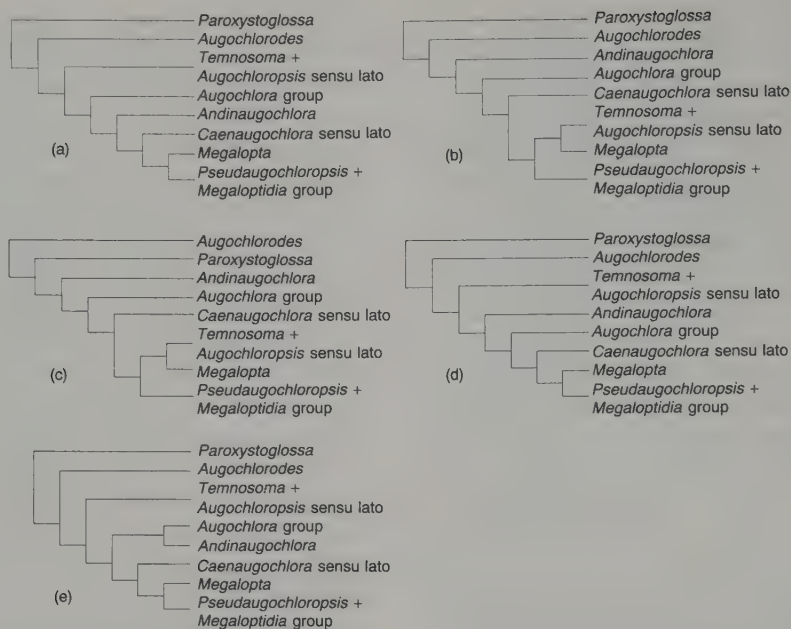 Paroxystoglossa
Augochlorodes
Temnosoma +
Augochloropsis sensu lato
Augochlora group
Andinaugochlora
Caenaugochlora sensu lato
Megalopta
Pseudaugochloropsis +
Megaloptidia group
(a)
Paroxystoglossa
Augochlorodes
Andinaugochlora
Augochlora group
Caenaugochlora sensu lato
Temnosoma +
Augochloropsis sensu lato
Megalopta
Pseudaugochloropsis +
Megaloptidia group
(b)
Augochlorodes
Paroxystoglossa
Andinaugochlora
Augochlora group
Caenaugochlora sensu lato
Temnosoma +
Augochloropsis sensu lato
Megalopta
Pseudaugochloropsis +
Megaloptidia group
(c)
Paroxystoglossa
Augochlorodes
Temnosoma +
Augochloropsis sensu lato
Andinaugochlora
Augochlora group
Caenaugochlora sensu lato
Megalopta
Pseudaugochloropsis +
Megaloptidia group
(d)
Paroxystoglossa
Augochlorodes
Temnosoma +
Augochloropsis sensu lato
Augochlora group
Andinaugochlora
Caenaugochlora sensu lato
Megalopta
Pseudaugochloropsis +
Megaloptidia group
(e)